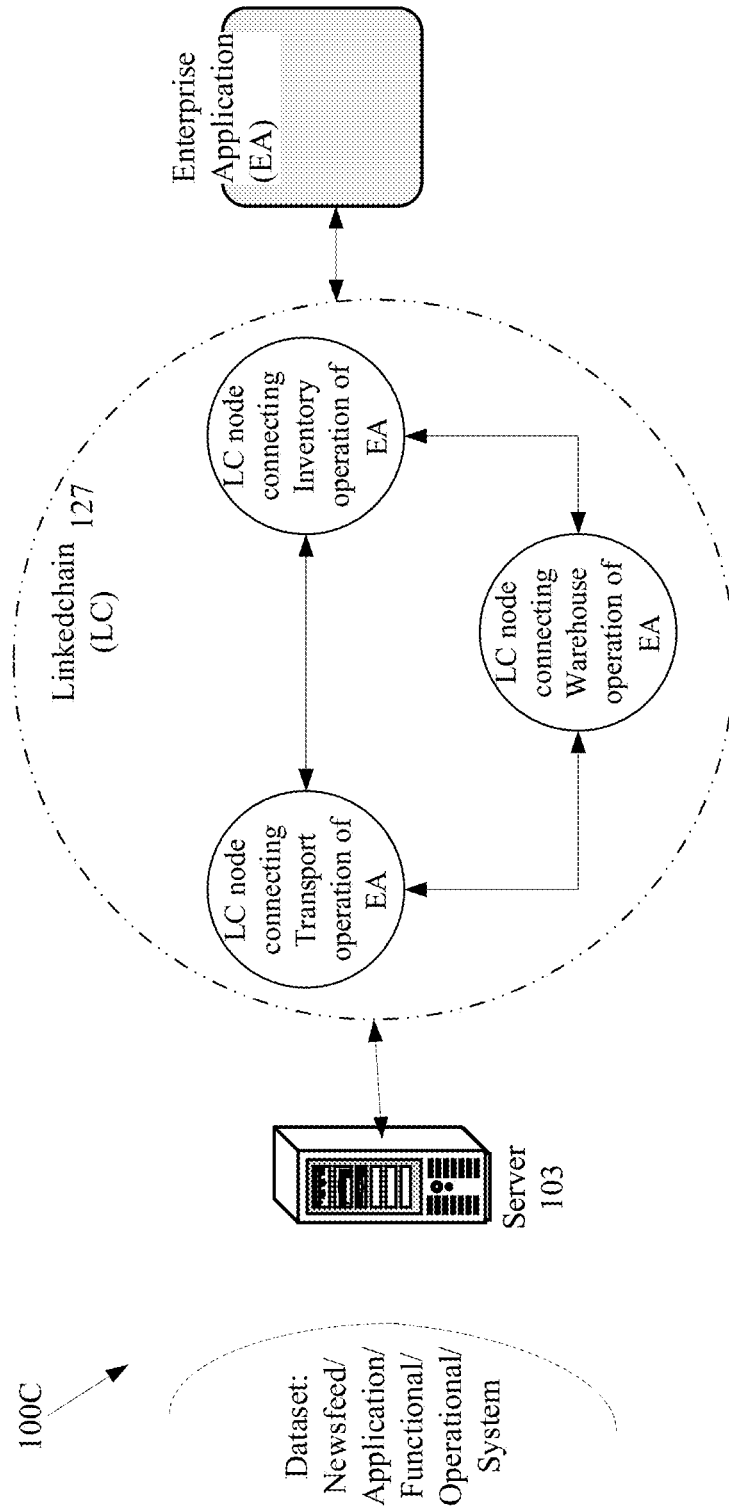 100C
Dataset:
Newsfeed/
Application/
Functional/
Operational/
System
Server
103
Linkedchain 127
(LC)
LC node
connecting
Transport
operation of
EA
LC node
connecting
Inventory
operation of
EA
LC node
connecting
Warehouse
operation of
EA
Enterprise
Application
(EA)